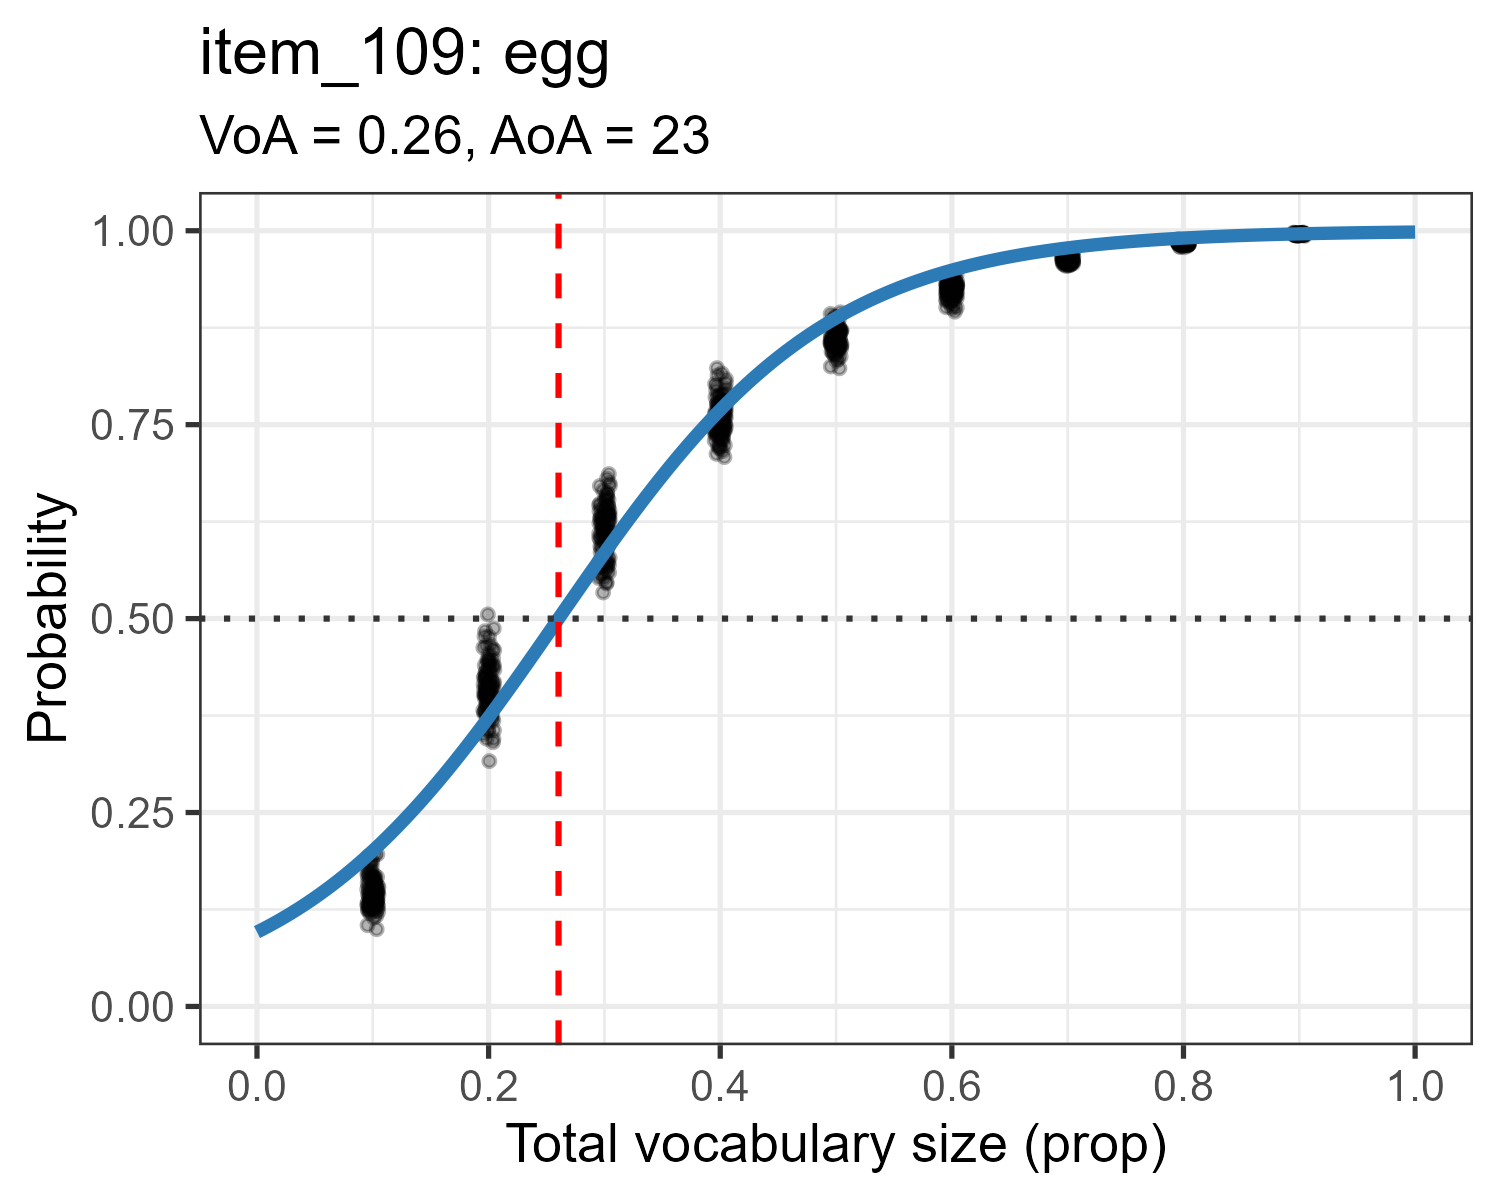 item_109: egg
VoA = 0.26, AoA = 23
Probability
1.00
0.75
0.50
0.25
0.00
0.0 0.2 0.4 0.6 0.8 1.0
Total vocabulary size (prop)